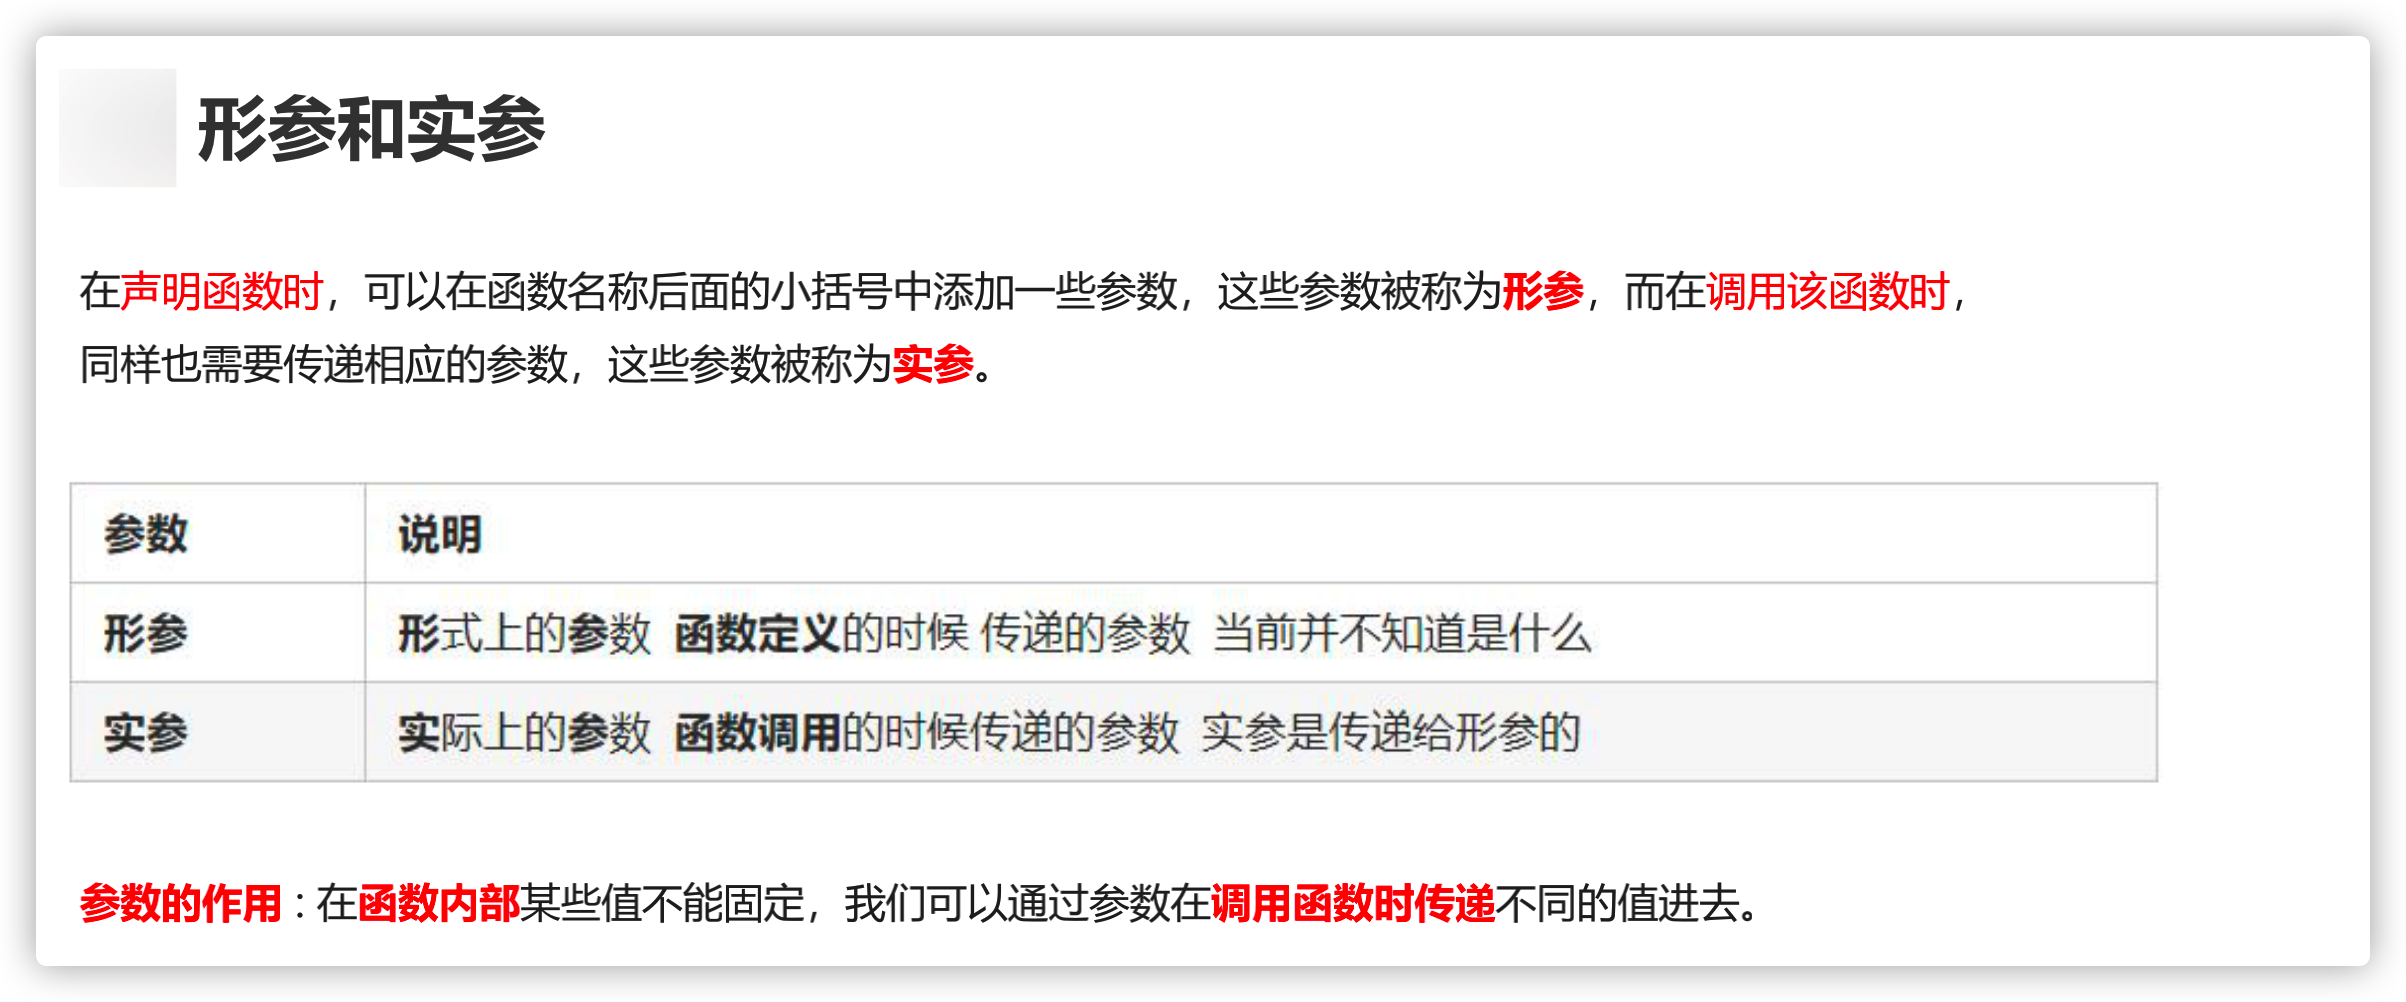 形参和实参
在声明函数时，可以在函数名称后面的小括号中添加一些参数，这些参数被称为形参，而在调用该函数时，
同样也需要传递相应的参数，这些参数被称为实参。
参数 说明
形参 形式上的参数 函数定义的时候 传递的参数 当前并不知道是什么
实参 实际上的参数 函数调用的时候传递的参数 实参是传递给形参的
参数的作用 : 在函数内部某些值不能固定，我们可以通过参数在调用函数时传递不同的值进去。